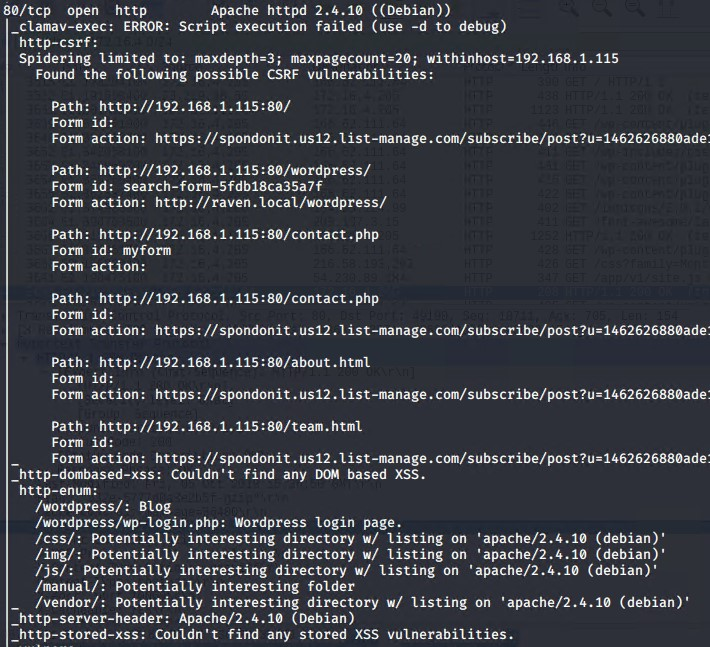 80/tcp open http Apache httpd 2.4.10 ((Debian))
|_clamav-exec: ERROR: Script execution failed (use -d to debug)
| http-csrf:
| Spidering limited to: maxdepth=3; maxpagecount=20; withinhost=192.168.1.115
| Found the following possible CSRF vulnerabilities:
|
| Path: http://192.168.1.115:80/
| Form id:
| Form action: https://spondonit.us12.list-manage.com/subscribe/post?u=1462626880ade1
|
| Path: http://192.168.1.115:80/wordpress/
| Form id: search-form-5fdb18ca35a7f
| Form action: http://raven.local/wordpress/
|
| Path: http://192.168.1.115:80/contact.php
| Form id: myform
| Form action:
|
| Path: http://192.168.1.115:80/contact.php
| Form id:
| Form action: https://spondonit.us12.list-manage.com/subscribe/post?u=1462626880ade1
|
| Path: http://192.168.1.115:80/about.html
| Form id:
| Form action: https://spondonit.us12.list-manage.com/subscribe/post?u=1462626880ade1
|
| Path: http://192.168.1.115:80/team.html
| Form id:
|_ Form action: https://spondonit.us12.list-manage.com/subscribe/post?u=1462626880ade1
|_http-dombased-xss: Couldn't find any DOM based XSS.
| http-enum:
| /wordpress/: Blog
| /wordpress/wp-login.php: Wordpress login page.
| /css/: Potentially interesting directory w/ listing on 'apache/2.4.10 (debian)'
| /img/: Potentially interesting directory w/ listing on 'apache/2.4.10 (debian)'
| /js/: Potentially interesting directory w/ listing on 'apache/2.4.10 (debian)'
| /manual/: Potentially interesting folder
|_ /vendor/: Potentially interesting directory w/ listing on 'apache/2.4.10 (debian)'
|_http-server-header: Apache/2.4.10 (Debian)
|_http-stored-xss: Couldn't find any stored XSS vulnerabilities.